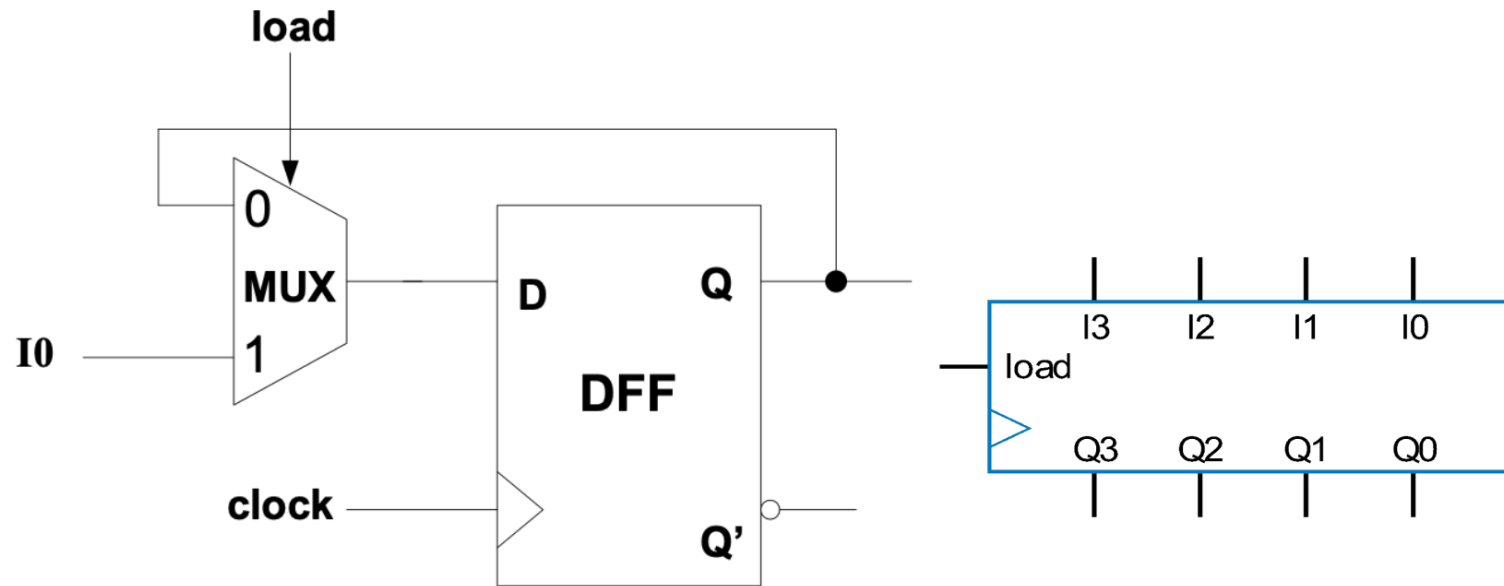 load
0
MUX
1
I0
D
Q
DFF
clock
Q’
I3 I2 I1 I0
load
Q3 Q2 Q1 Q0